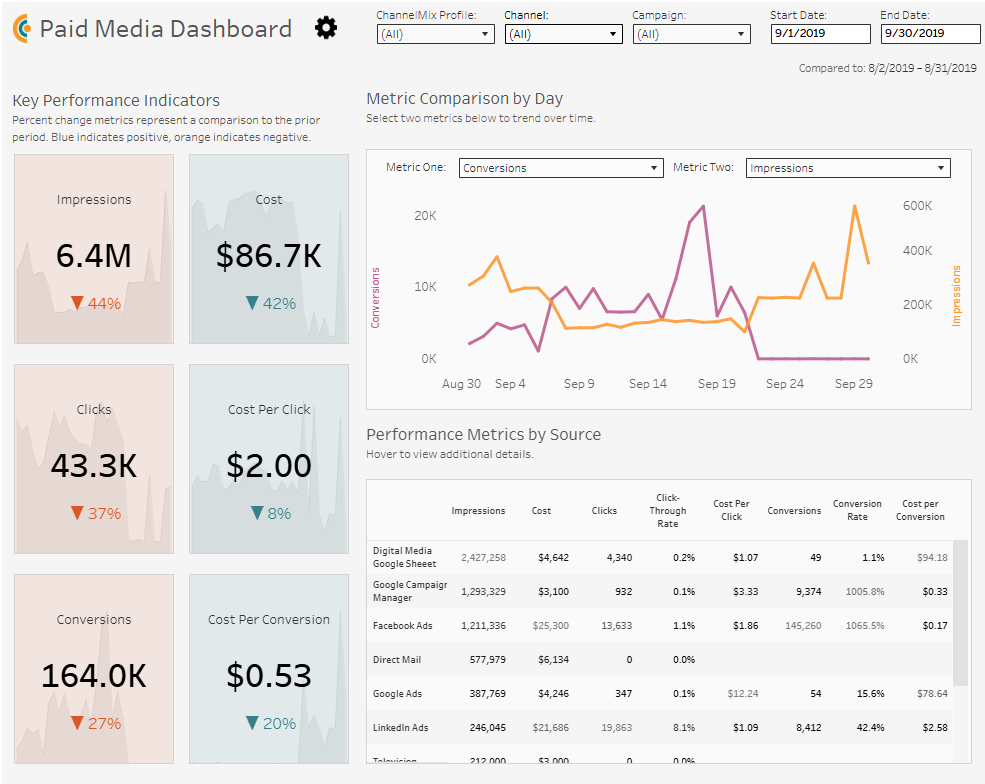 Paid Media Dashboard
ChannelMix Profile:
(All)
Channel:
(All)
Campaign:
(All)
Start Date:
9/1/2019
End Date:
9/30/2019
Compared to: 8/2/2019 – 8/31/2019
Key Performance Indicators
Percent change metrics represent a comparison to the prior
period. Blue indicates positive, orange indicates negative.
Impressions
6.4M
▼ 44%
Cost
$86.7K
▼ 42%
Clicks
43.3K
▼ 37%
Cost Per Click
$2.00
▼ 8%
Conversions
164.0K
▼ 27%
Cost Per Conversion
$0.53
▼ 20%
Metric Comparison by Day
Select two metrics below to trend over time.
Metric One: Conversions
Metric Two: Impressions
20K
10K
0K
Conversions
600K
400K
200K
0K
Impressions
Aug 30 Sep 4 Sep 9 Sep 14 Sep 19 Sep 24 Sep 29
Performance Metrics by Source
Hover to view additional details.
Impressions Cost Clicks Click-Through Rate Cost Per Click Conversions Conversion Rate Cost per Conversion
Digital Media
Google Sheeet 2,427,258 $4,642 4,340 0.2% $1.07 49 1.1% $94.18
Google Campaign
Manager 1,293,329 $3,100 932 0.1% $3.33 9,374 1005.8% $0.33
Facebook Ads 1,211,336 $25,300 13,633 1.1% $1.86 145,260 1065.5% $0.17
Direct Mail 577,979 $6,134 0 0.0%
Google Ads 387,769 $4,246 347 0.1% $12.24 54 15.6% $78.64
LinkedIn Ads 246,045 $21,686 19,863 8.1% $1.09 8,412 42.4% $2.58
Television 212,000 $3,000 0 0.0%